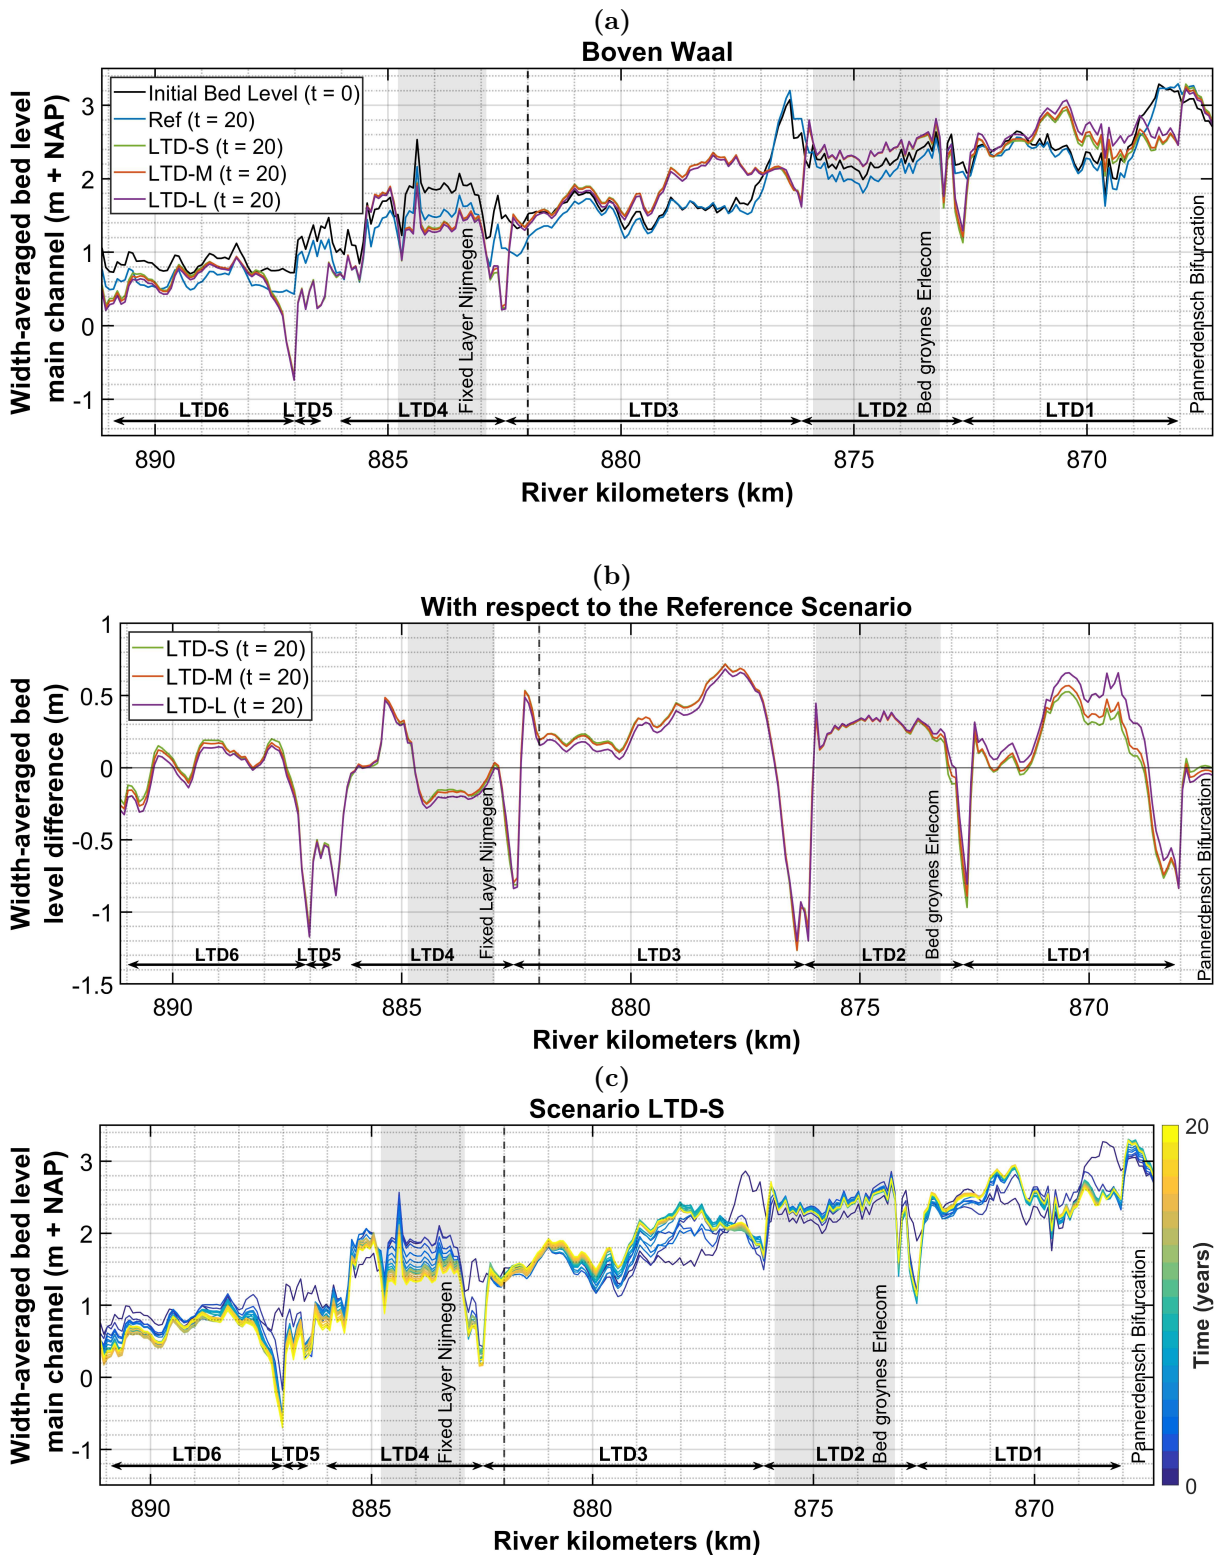 (a)
Boven Waal
Width-averaged bed level
main channel (m + NAP)
3
2
1
0
-1
Initial Bed Level (t = 0)
Ref (t = 20)
LTD-S (t = 20)
LTD-M (t = 20)
LTD-L (t = 20)
Fixed Layer Nijmegen
Bed groynes Erlecom
Pannerdensch Bifurcation
LTD6
LTD5
LTD4
LTD3
LTD2
LTD1
890
885
880
875
870
River kilometers (km)
(b)
With respect to the Reference Scenario
Width-averaged bed
level difference (m)
1
0.5
0
-0.5
-1
-1.5
LTD-S (t = 20)
LTD-M (t = 20)
LTD-L (t = 20)
Fixed Layer Nijmegen
Bed groynes Erlecom
Pannerdensch Bifurcation
LTD6
LTD5
LTD4
LTD3
LTD2
LTD1
890
885
880
875
870
River kilometers (km)
(c)
Scenario LTD-S
Width-averaged bed level
main channel (m + NAP)
3
2
1
0
-1
Fixed Layer Nijmegen
Bed groynes Erlecom
Pannerdensch Bifurcation
LTD6
LTD5
LTD4
LTD3
LTD2
LTD1
890
885
880
875
870
River kilometers (km)
20
0
Time (years)